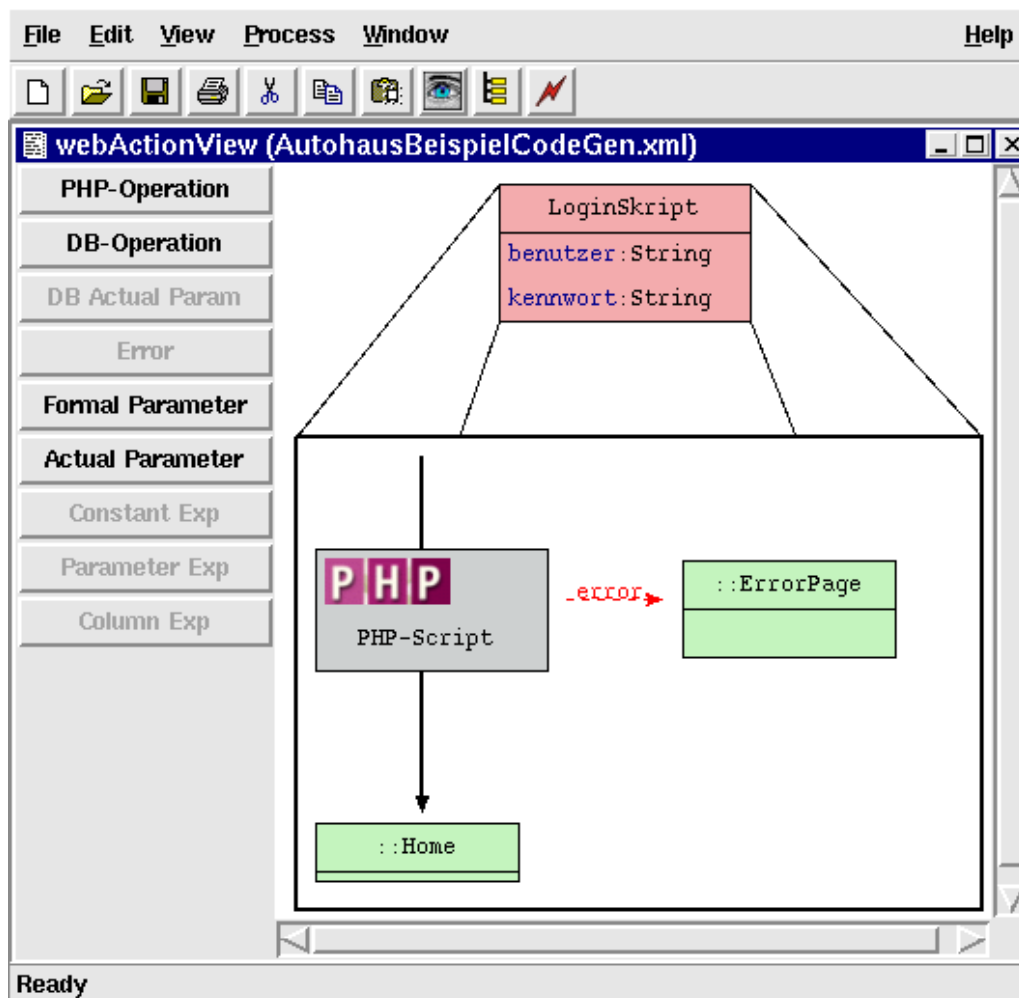 File Edit View Process Window Help
webActionView (AutohausBeispielCodeGen.xml)
PHP-Operation
DB-Operation
DB Actual Param
Error
Formal Parameter
Actual Parameter
Constant Exp
Parameter Exp
Column Exp
LoginSkript
benutzer:String
kennwort:String
PHP
PHP-Script
error
::ErrorPage
::Home
Ready